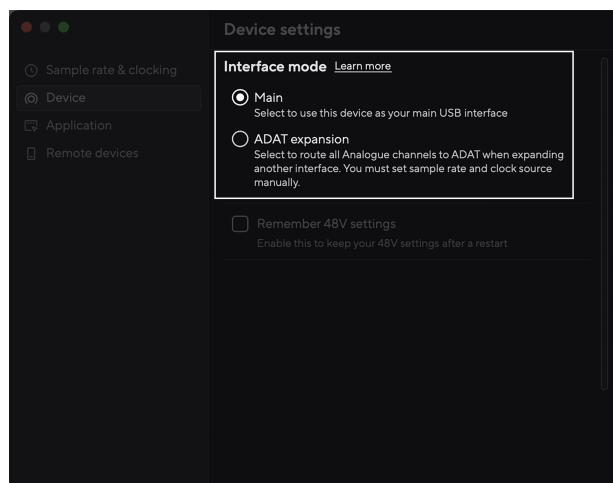 Device settings
Sample rate & clocking
Device
Application
Remote devices
Interface mode Learn more
Main
Select to use this device as your main USB interface
ADAT expansion
Select to route all Analogue channels to ADAT when expanding
another interface. You must set sample rate and clock source
manually.
Remember 48V settings
Enable this to keep your 48V settings after a restart